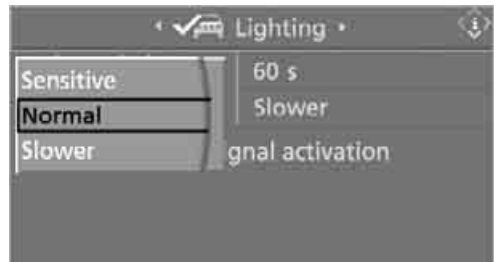 Lighting
Sensitive
60 s
Normal
Slower
Slower
gnal activation